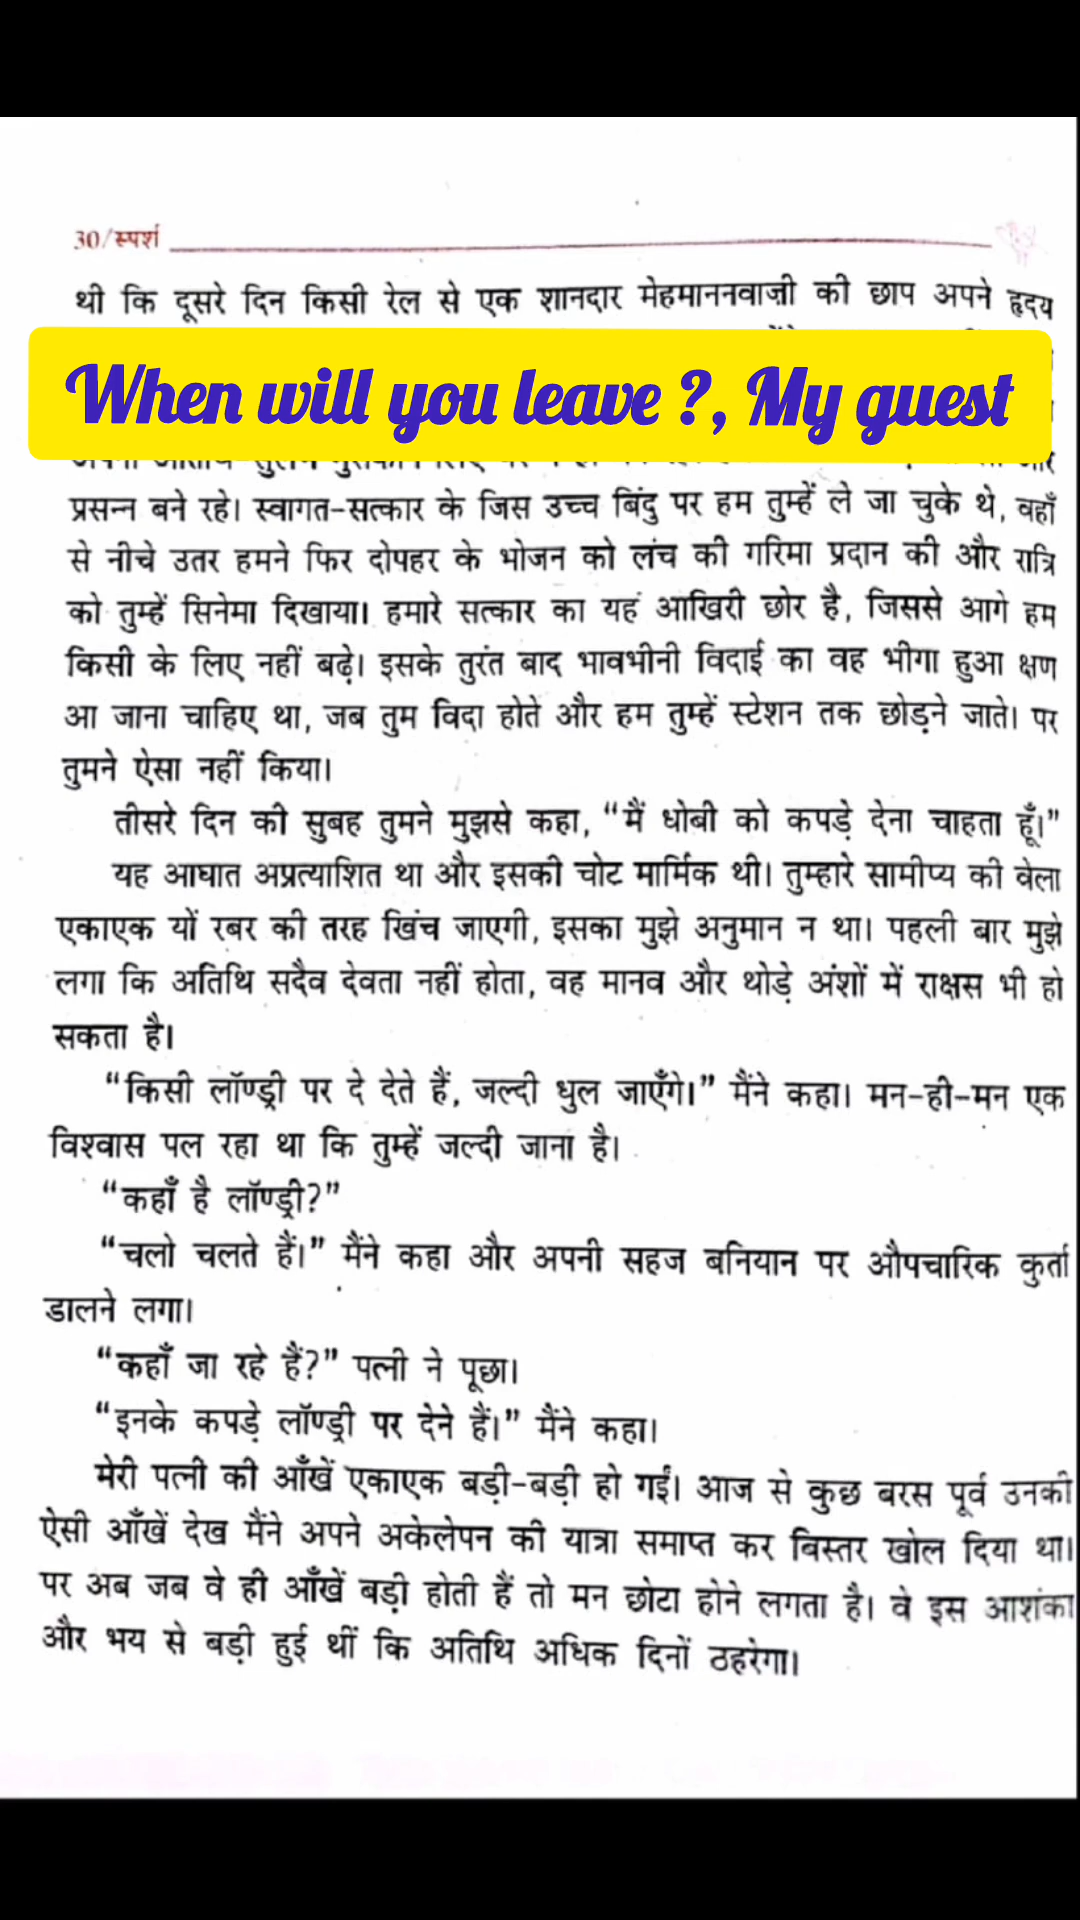 30/स्पर्श
थी कि दूसरे दिन किसी रेल से एक शानदार मेहमाननवाज़ी की छाप अपने हृदय
When will you leave ?, My guest
प्रसन्न बने रहे। स्वागत-सत्कार के जिस उच्च बिंदु पर हम तुम्हें ले जा चुके थे, वहाँ
से नीचे उतर हमने फिर दोपहर के भोजन को लंच की गरिमा प्रदान की और रात्रि
को तुम्हें सिनेमा दिखाया। हमारे सत्कार का यह आखिरी छोर है, जिससे आगे हम
किसी के लिए नहीं बढ़े। इसके तुरंत बाद भावभीनी विदाई का वह भीगा हुआ क्षण
आ जाना चाहिए था, जब तुम विदा होते और हम तुम्हें स्टेशन तक छोड़ने जाते। पर
तुमने ऐसा नहीं किया।
तीसरे दिन की सुबह तुमने मुझसे कहा, “मैं धोबी को कपड़े देना चाहता हूँ।”
यह आघात अप्रत्याशित था और इसकी चोट मार्मिक थी। तुम्हारे सामीप्य की वेला
एकाएक यों रबर की तरह खिंच जाएगी, इसका मुझे अनुमान न था। पहली बार मुझे
लगा कि अतिथि सदैव देवता नहीं होता, वह मानव और थोड़े अंशों में राक्षस भी हो
सकता है।
“किसी लॉण्ड्री पर दे देते हैं, जल्दी धुल जाएँगे।” मैंने कहा। मन-ही-मन एक
विश्वास पल रहा था कि तुम्हें जल्दी जाना है।
“कहाँ है लॉण्ड्री?”
“चलो चलते हैं।” मैंने कहा और अपनी सहज बनियान पर औपचारिक कुर्ता
डालने लगा।
“कहाँ जा रहे हैं?” पत्नी ने पूछा।
“इनके कपड़े लॉण्ड्री पर देने हैं।” मैंने कहा।
मेरी पत्नी की आँखें एकाएक बड़ी-बड़ी हो गईं। आज से कुछ बरस पूर्व उनकी
ऐसी आँखें देख मैंने अपने अकेलेपन की यात्रा समाप्त कर बिस्तर खोल दिया था।
पर अब जब वे ही आँखें बड़ी होती हैं तो मन छोटा होने लगता है। वे इस आशंका
और भय से बड़ी हुई थीं कि अतिथि अधिक दिनों ठहरेगा।